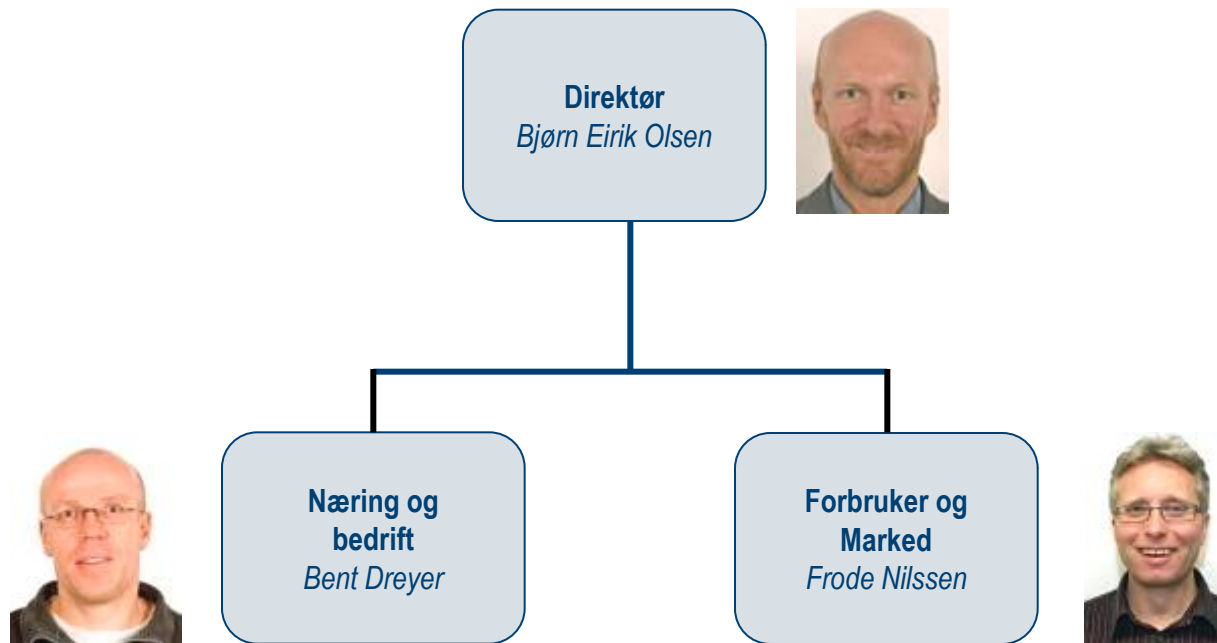 Direktør
Bjørn Eirik Olsen
Næring og
bedrift
Bent Dreyer
Forbruker og
Marked
Frode Nilssen